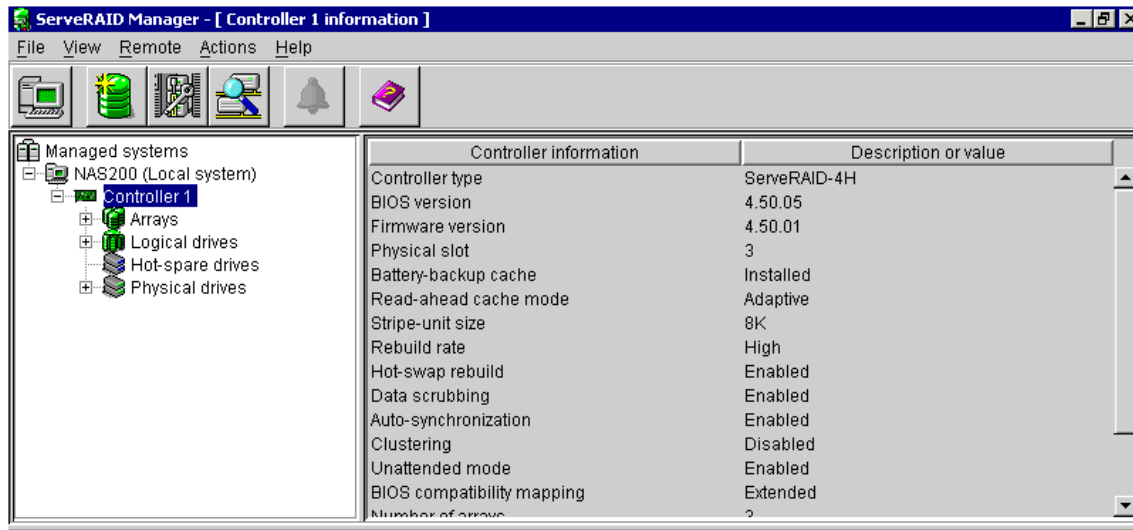 ServeRAID Manager - [ Controller 1 information ]
File View Remote Actions Help
Managed systems
NAS200 (Local system)
Controller 1
Arrays
Logical drives
Hot-spare drives
Physical drives
Controller information Description or value
Controller type ServeRAID-4H
BIOS version 4.50.05
Firmware version 4.50.01
Physical slot 3
Battery-backup cache Installed
Read-ahead cache mode Adaptive
Stripe-unit size 8K
Rebuild rate High
Hot-swap rebuild Enabled
Data scrubbing Enabled
Auto-synchronization Enabled
Clustering Disabled
Unattended mode Enabled
BIOS compatibility mapping Extended
Number of arrays